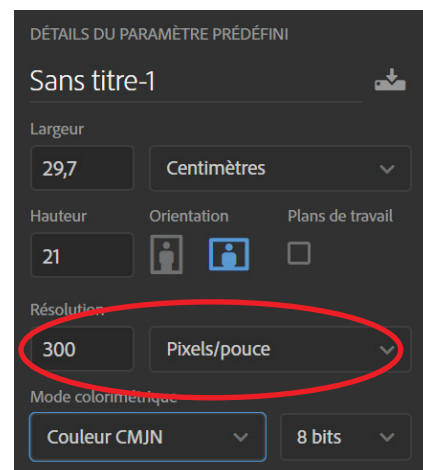 DÉTAILS DU PARAMÈTRE PRÉDÉFINI
Sans titre-1
Largeur
29,7 Centimètres
Hauteur Orientation Plans de travail
21
Résolution
300 Pixels/pouce
Mode colorimétrique
Couleur CMJN 8 bits